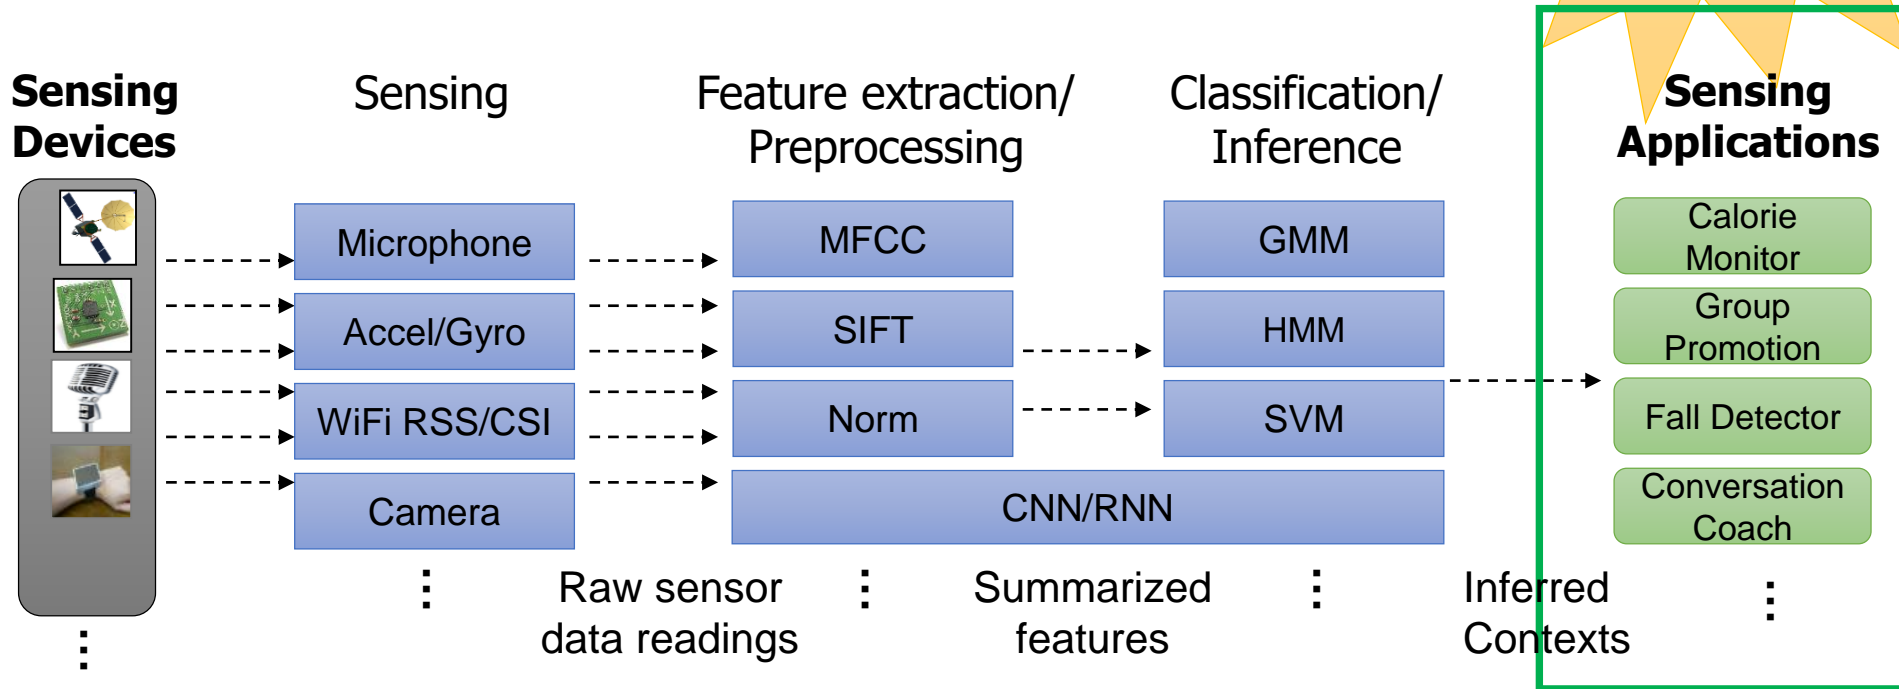 Sensing
Devices
Sensing
Feature extraction/
Preprocessing
Classification/
Inference
Sensing
Applications
Microphone
Accel/Gyro
WiFi RSS/CSI
Camera
MFCC
SIFT
Norm
GMM
HMM
SVM
CNN/RNN
Calorie
Monitor
Group
Promotion
Fall Detector
Conversation
Coach
Raw sensor
data readings
Summarized
features
Inferred
Contexts